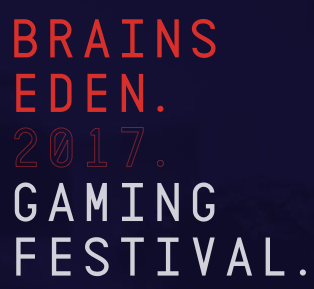 BRAINS
EDEN.
2017.
GAMING
FESTIVAL.